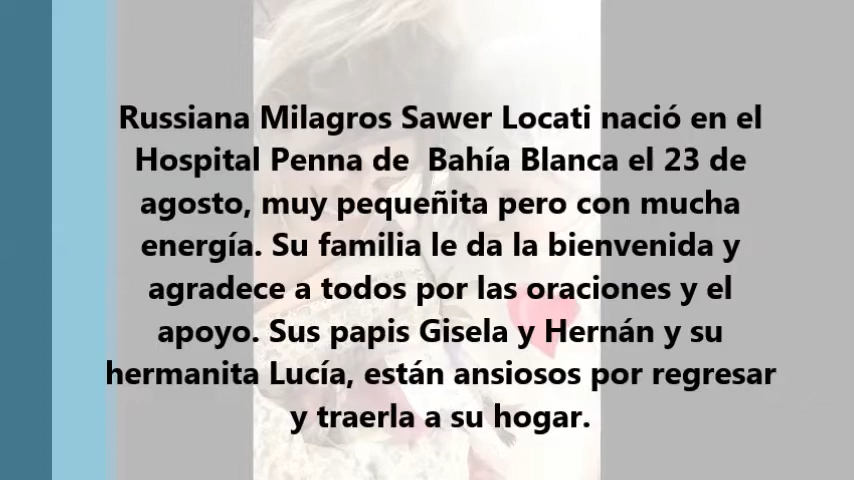 Russiana Milagros Sawer Locati nació en el
Hospital Penna de  Bahía Blanca el 23 de
agosto, muy pequeñita pero con mucha
energía. Su familia le da la bienvenida y
agradece a todos por las oraciones y el
apoyo. Sus papis Gisela y Hernán y su
hermanita Lucía, están ansiosos por regresar
y traerla a su hogar.